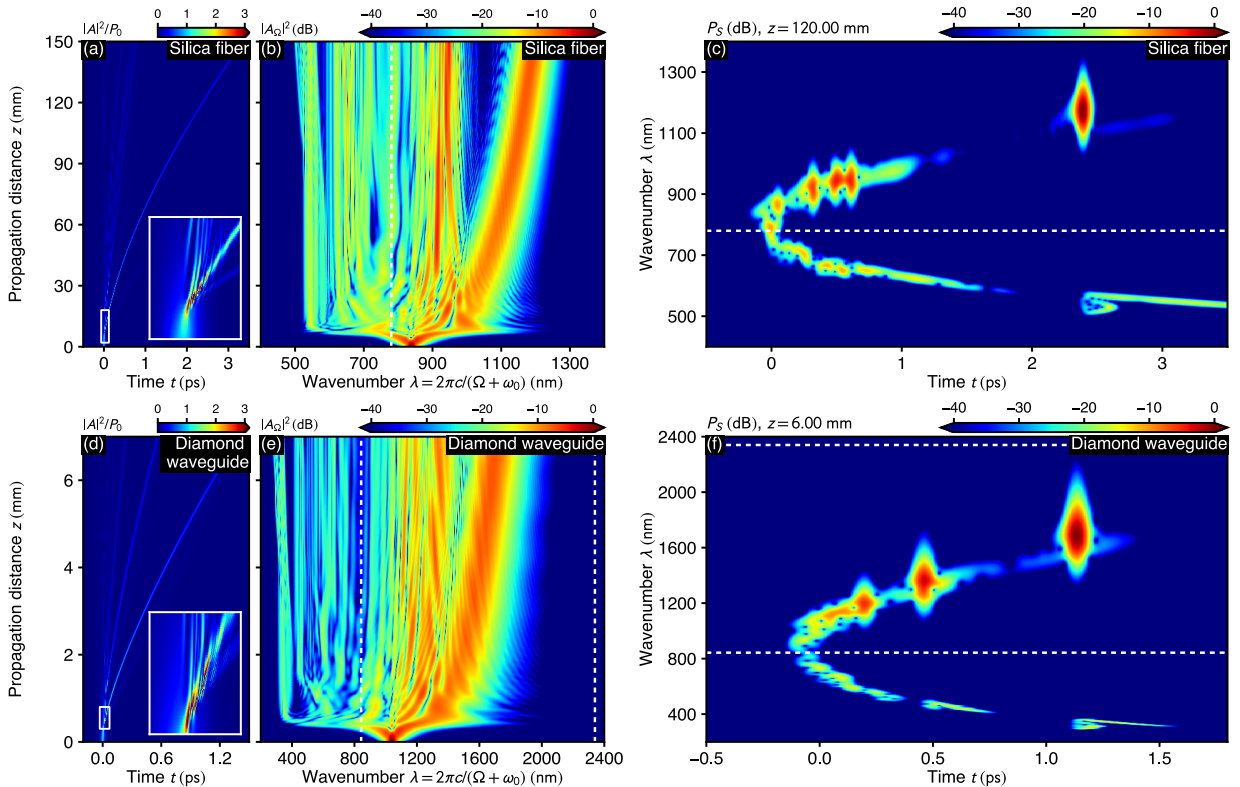 |A|²/P₀
0 1 2 3
(a)
Silica fiber
Propagation distance z (mm)
150
120
90
60
30
0
0 1 2 3
Time t (ps)
|A_Ω|² (dB)
−40 −30 −20 −10 0
(b)
Silica fiber
500 700 900 1100 1300
Wavenumber λ = 2πc/(Ω + ω₀) (nm)
P_S (dB), z = 120.00 mm
−40 −30 −20 −10 0
(c)
Silica fiber
Wavenumber λ (nm)
1300
1100
900
700
500
0 1 2 3
Time t (ps)
|A|²/P₀
0 1 2 3
(d)
Diamond
waveguide
Propagation distance z (mm)
6
4
2
0
0.0 0.6 1.2
Time t (ps)
|A_Ω|² (dB)
−40 −30 −20 −10 0
(e)
Diamond waveguide
400 800 1200 1600 2000 2400
Wavenumber λ = 2πc/(Ω + ω₀) (nm)
P_S (dB), z = 6.00 mm
−40 −30 −20 −10 0
(f)
Diamond waveguide
Wavenumber λ (nm)
2400
2000
1600
1200
800
400
−0.5 0.0 0.5 1.0 1.5
Time t (ps)